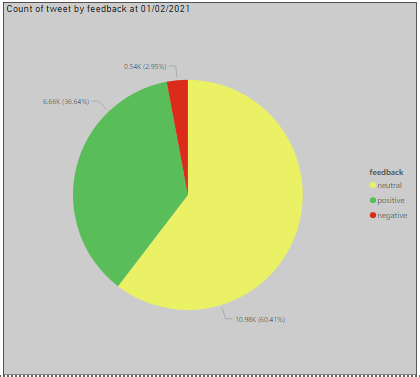 Count of tweet by feedback at 01/02/2021
0.54K (2.95%)
6.66K (36.64%)
feedback
neutral
positive
negative
10.98K (60.41%)